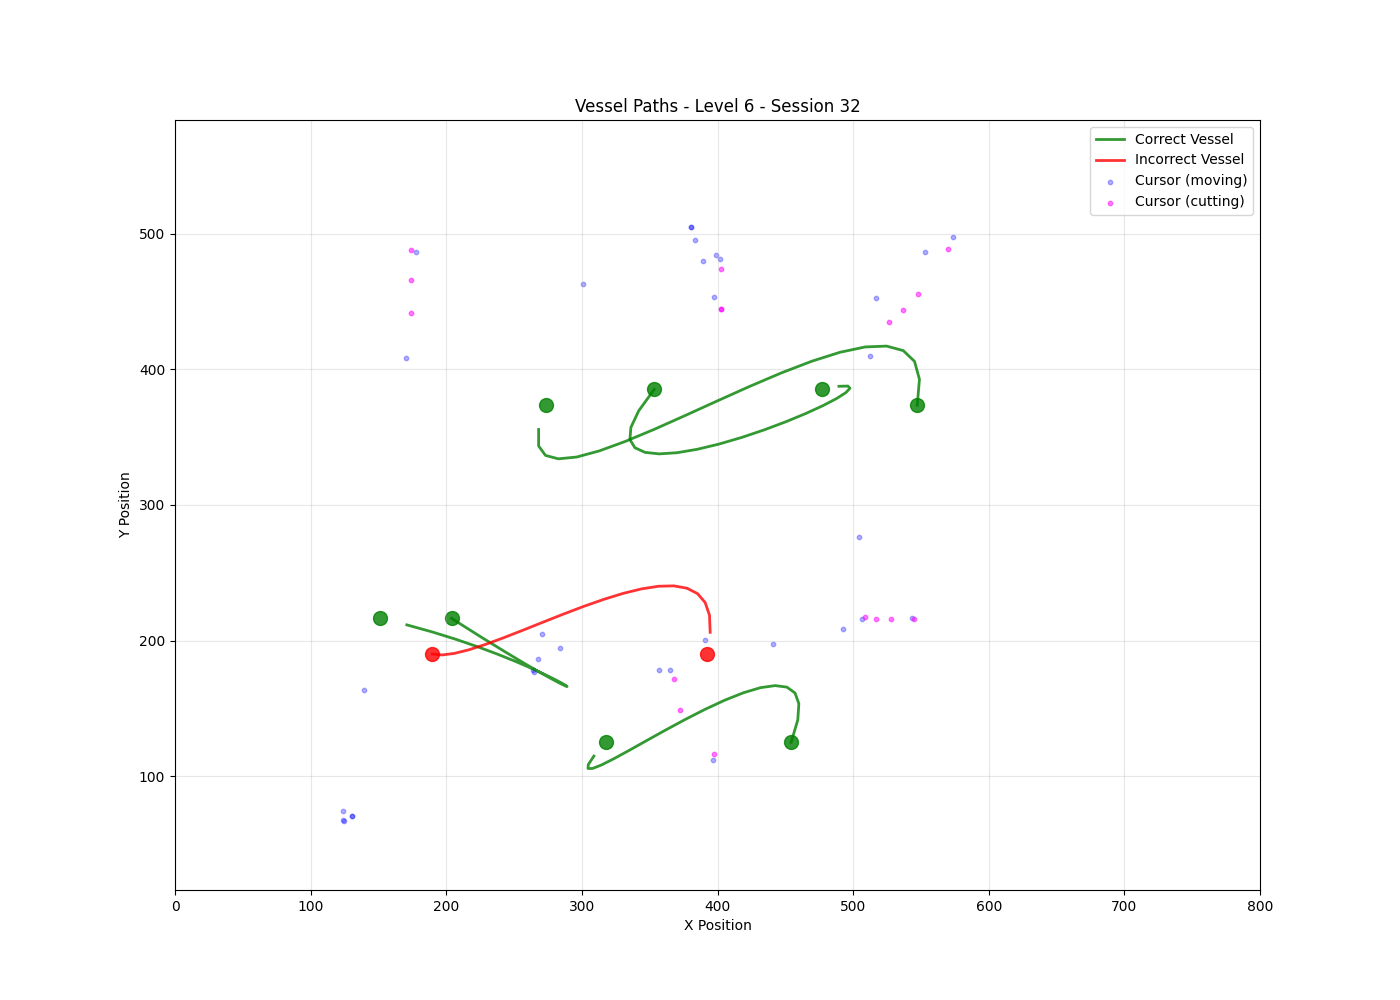 Vessel Paths - Level 6 - Session 32
Correct Vessel
Incorrect Vessel
Cursor (moving)
Cursor (cutting)
500
400
300
200
100
Y Position
0 100 200 300 400 500 600 700 800
X Position